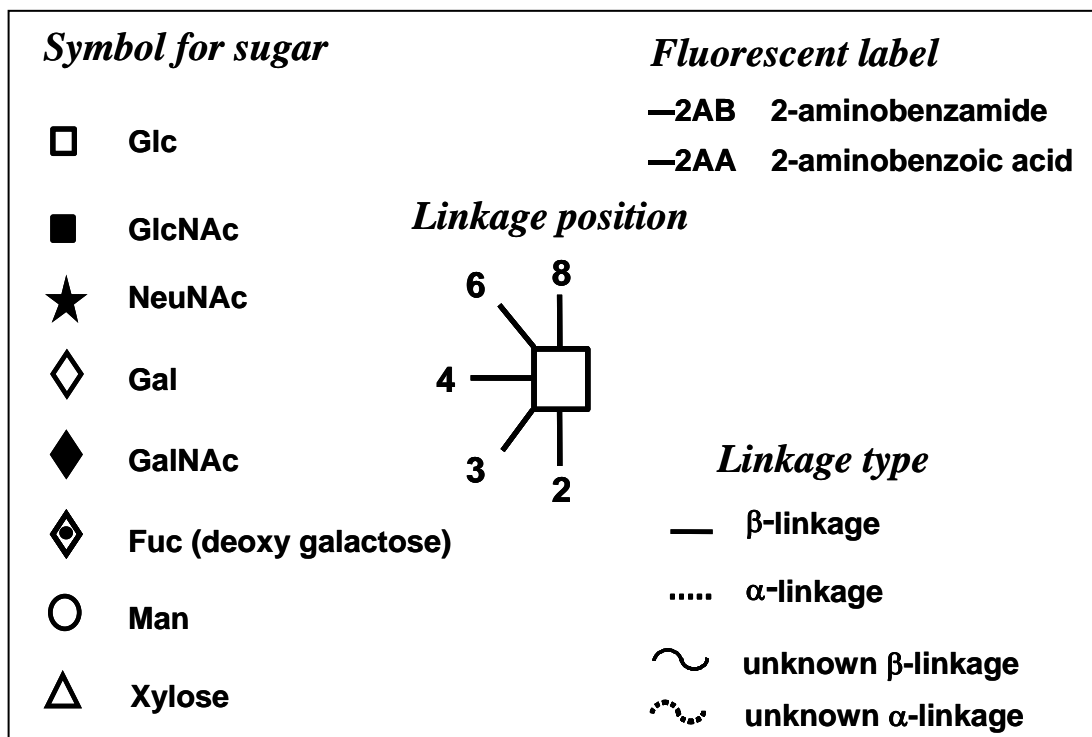 Symbol for sugar
Glc
GlcNAc
NeuNAc
Gal
GalNAc
Fuc (deoxy galactose)
Man
Xylose
Fluorescent label
—2AB 2-aminobenzamide
—2AA 2-aminobenzoic acid
Linkage position
6
8
4
3
2
Linkage type
β-linkage
α-linkage
unknown β-linkage
unknown α-linkage